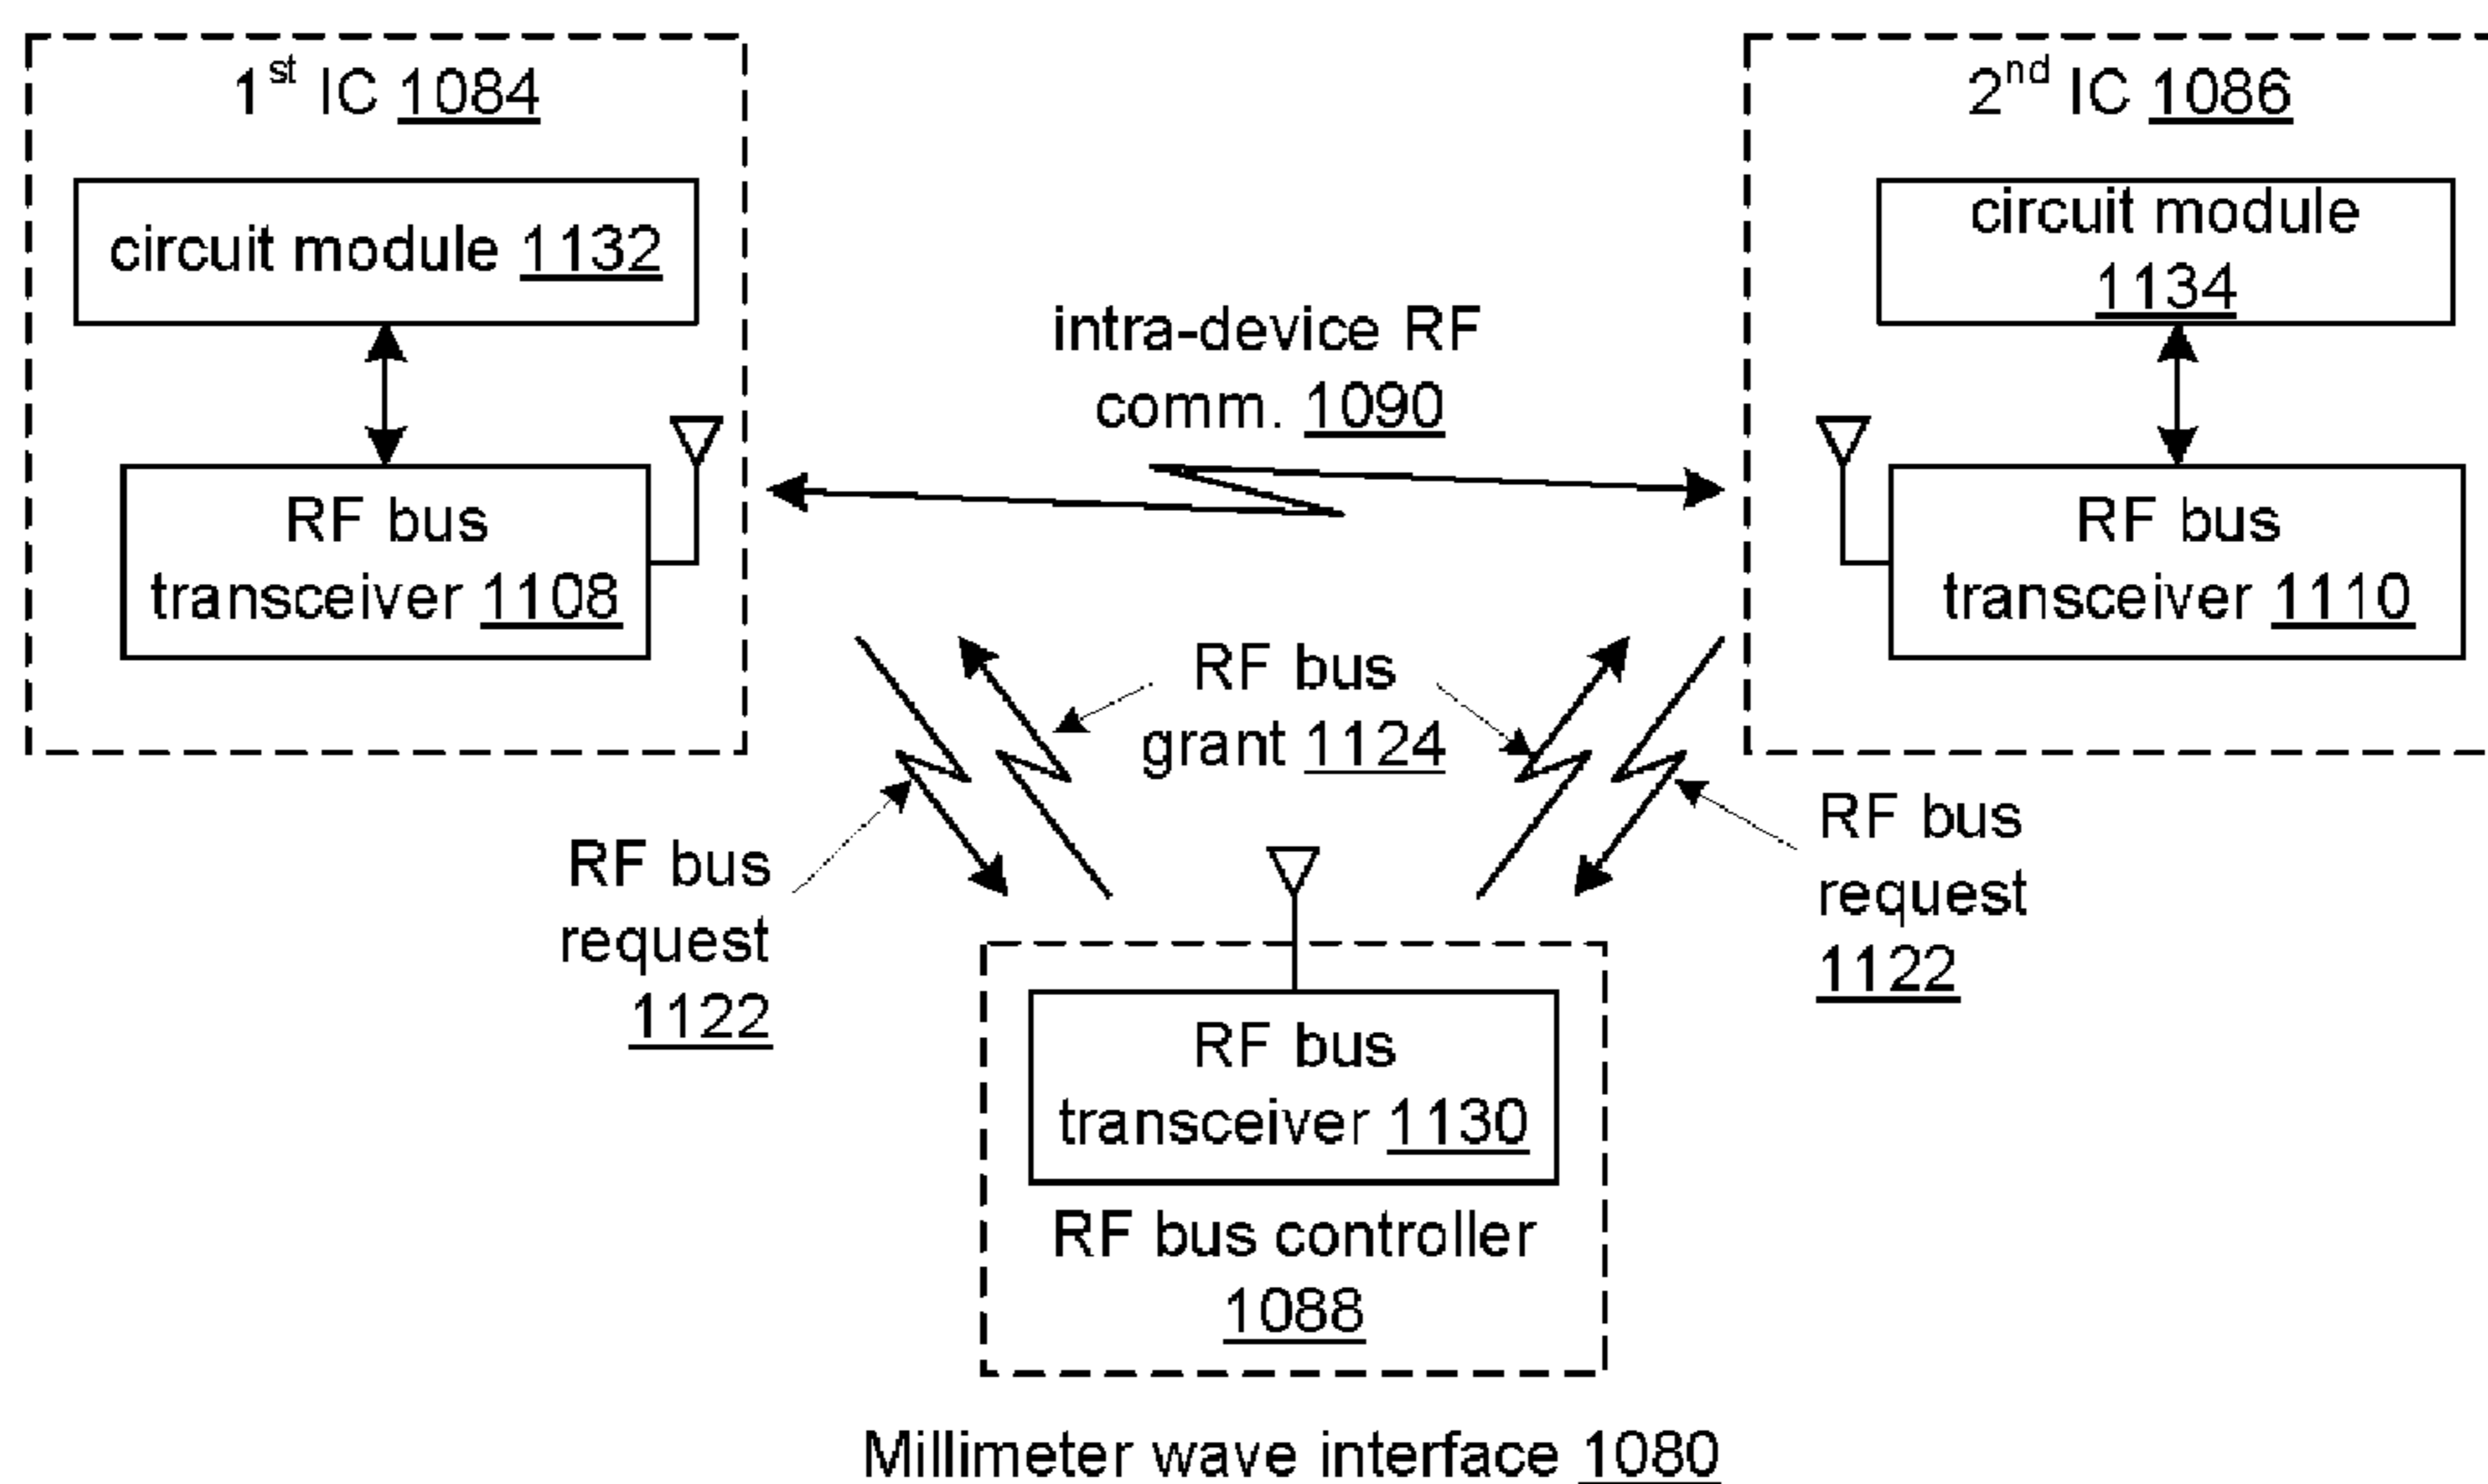 1st IC 1084
circuit module 1132
RF bus
transceiver 1108
intra-device RF
comm. 1090
2nd IC 1086
circuit module
1134
RF bus
transceiver 1110
RF bus
grant 1124
RF bus
request
1122
RF bus
request
1122
RF bus
transceiver 1130
RF bus controller
1088
Millimeter wave interface 1080